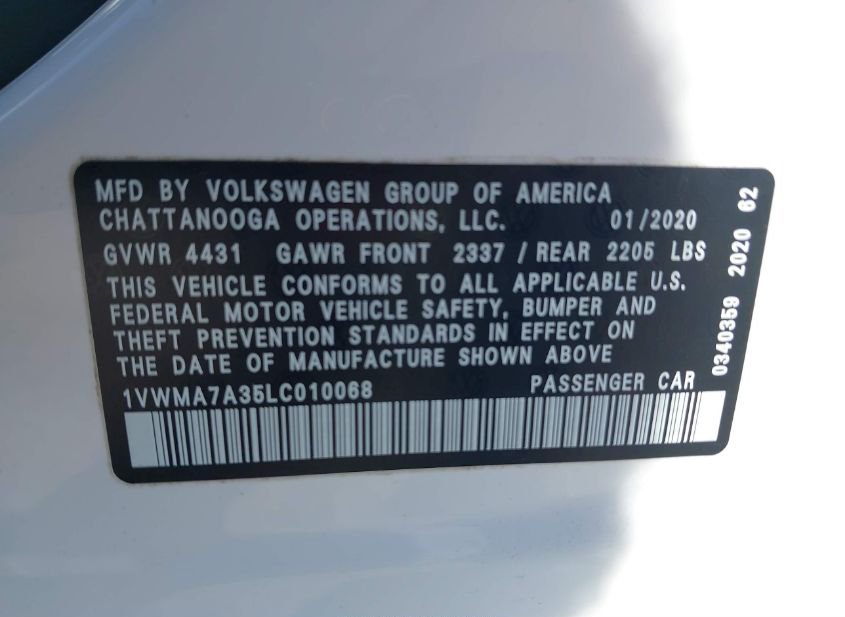 MFD BY VOLKSWAGEN GROUP OF AMERICA
CHATTANOOGA OPERATIONS, LLC. 01/2020
GVWR 4431 GAWR FRONT 2337 / REAR 2205 LBS
THIS VEHICLE CONFORMS TO ALL APPLICABLE U.S.
FEDERAL MOTOR VEHICLE SAFETY, BUMPER AND
THEFT PREVENTION STANDARDS IN EFFECT ON
THE DATE OF MANUFACTURE SHOWN ABOVE
1VWMA7A35LC010068 PASSENGER CAR
0340359 2020 62